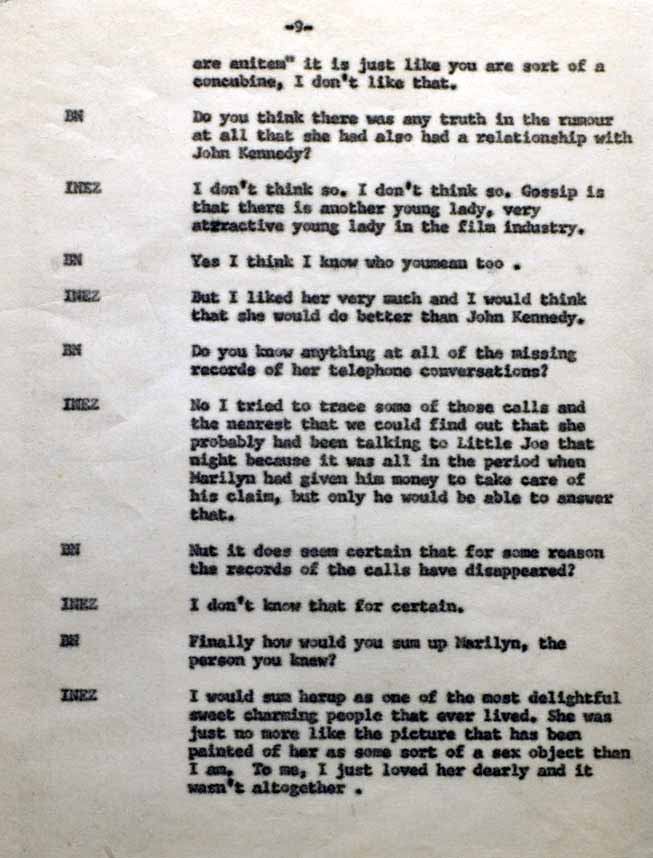 -9-
are anitem" it is just like you are sort of a
concubine, I don't like that.
BN Do you think there was any truth in the rumour
at all that she had also had a relationship with
John Kennedy?
INEZ I don't think so. I don't think so. Gossip is
that there is another young lady, very
attractive young lady in the film industry.
BN Yes I think I know who youmean too .
INEZ But I liked her very much and I would think
that she would do better than John Kennedy.
BN Do you know anything at all of the missing
records of her telephone conversations?
INEZ No I tried to trace some of those calls and
the nearest that we could find out that she
probably had been talking to Little Joe that
night because it was all in the period when
Marilyn had given him money to take care of
his claim, but only he would be able to answer
that.
BN Nut it does seem certain that for some reason
the records of the calls have disappeared?
INEZ I don't know that for certain.
BN Finally how would you sum up Marilyn, the
person you knew?
INEZ I would sum herup as one of the most delightful
sweet charming people that ever lived. She was
just no more like the picture that has been
painted of her as some sort of a sex object than
I am. To me, I just loved her dearly and it
wasn't altogether .